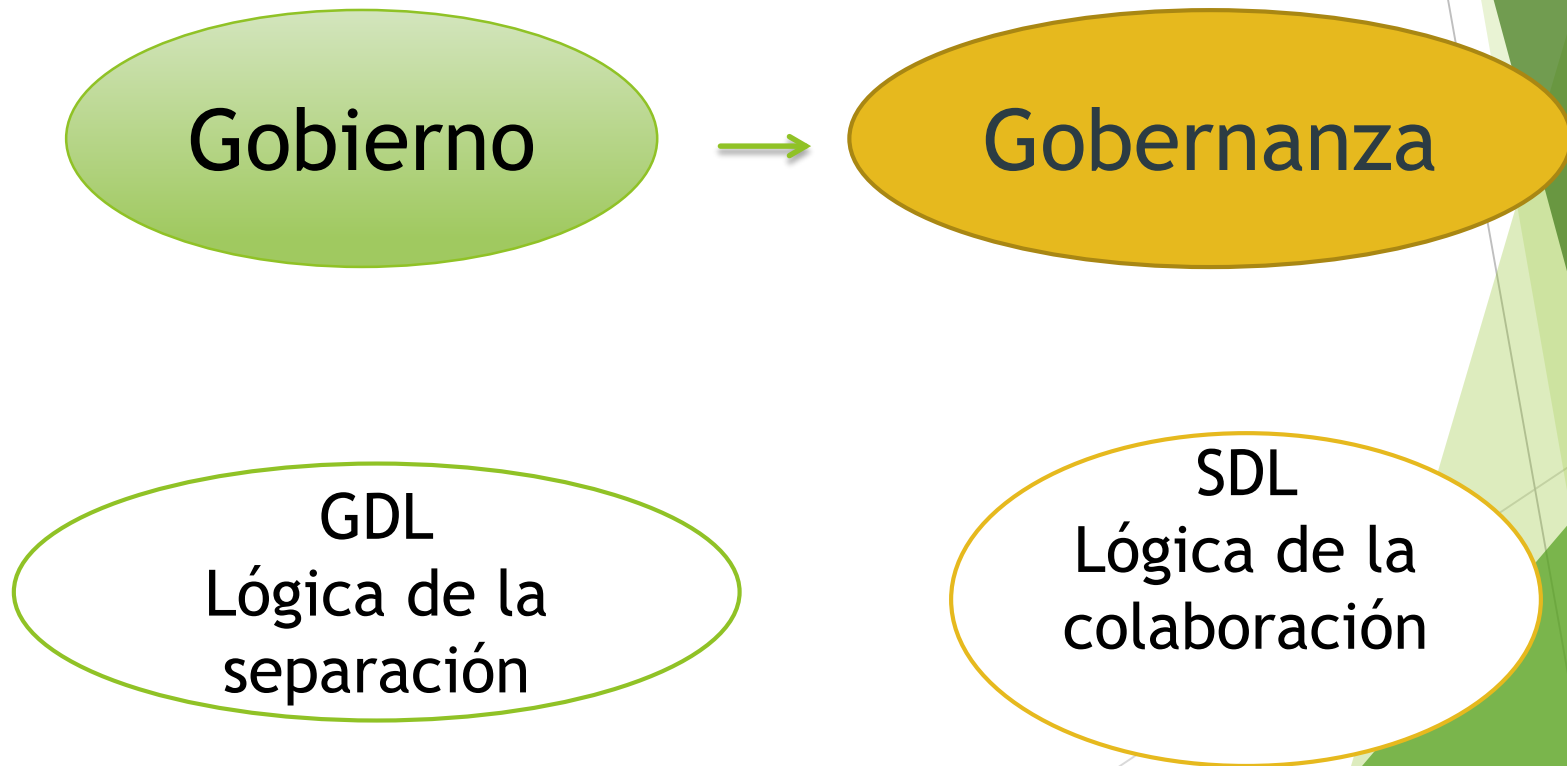 Gobierno
Gobernanza
GDL
Lógica de la
separación
SDL
Lógica de la
colaboración